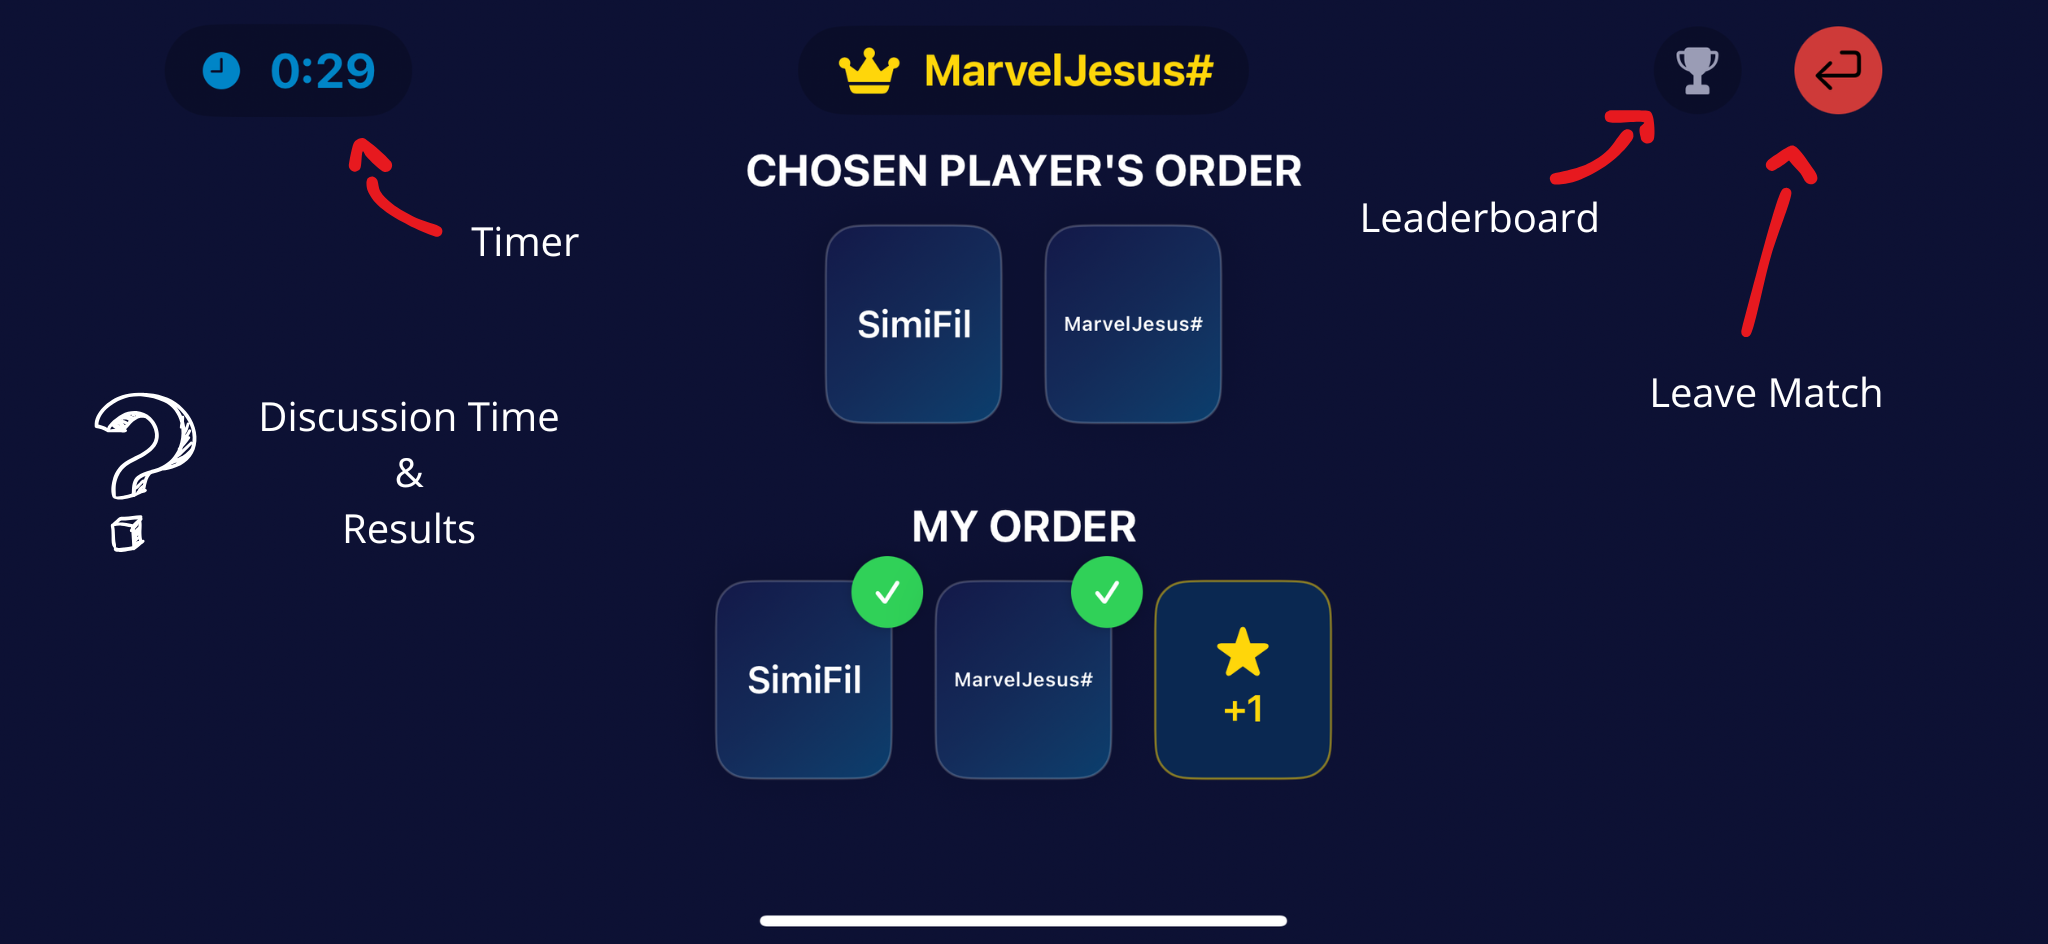 0:29
MarvelJesus#
CHOSEN PLAYER'S ORDER
Leaderboard
Timer
SimiFil
MarvelJesus#
Leave Match
Discussion Time
&
Results
MY ORDER
SimiFil
MarvelJesus#
+1